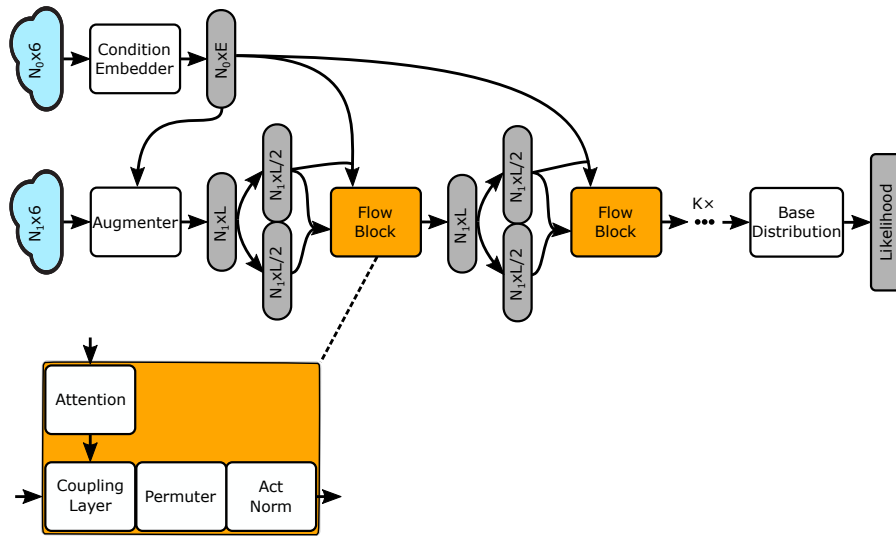 N₀x6
Condition
Embedder
N₀xE
N₁x6
Augmenter
N₁xL
N₁xL/2
N₁xL/2
Flow
Block
N₁xL
N₁xL/2
N₁xL/2
Flow
Block
K×
Base
Distribution
Likelihood
Attention
Coupling
Layer
Permuter
Act
Norm